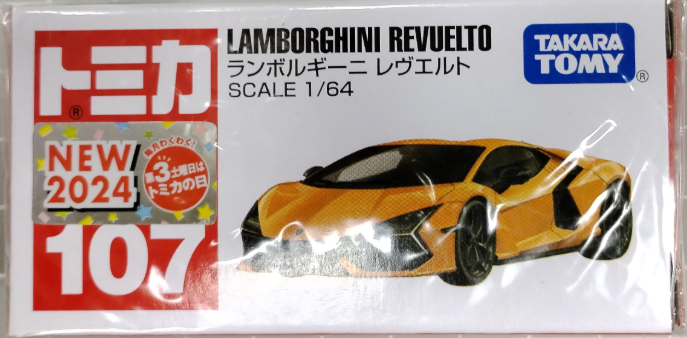 トミカ
®
LAMBORGHINI REVUELTO
ランボルギーニ レヴエルト
SCALE 1/64
TAKARA
TOMY
®
NEW
2024
毎月わくわく!
第3土曜日は
トミカの日
107